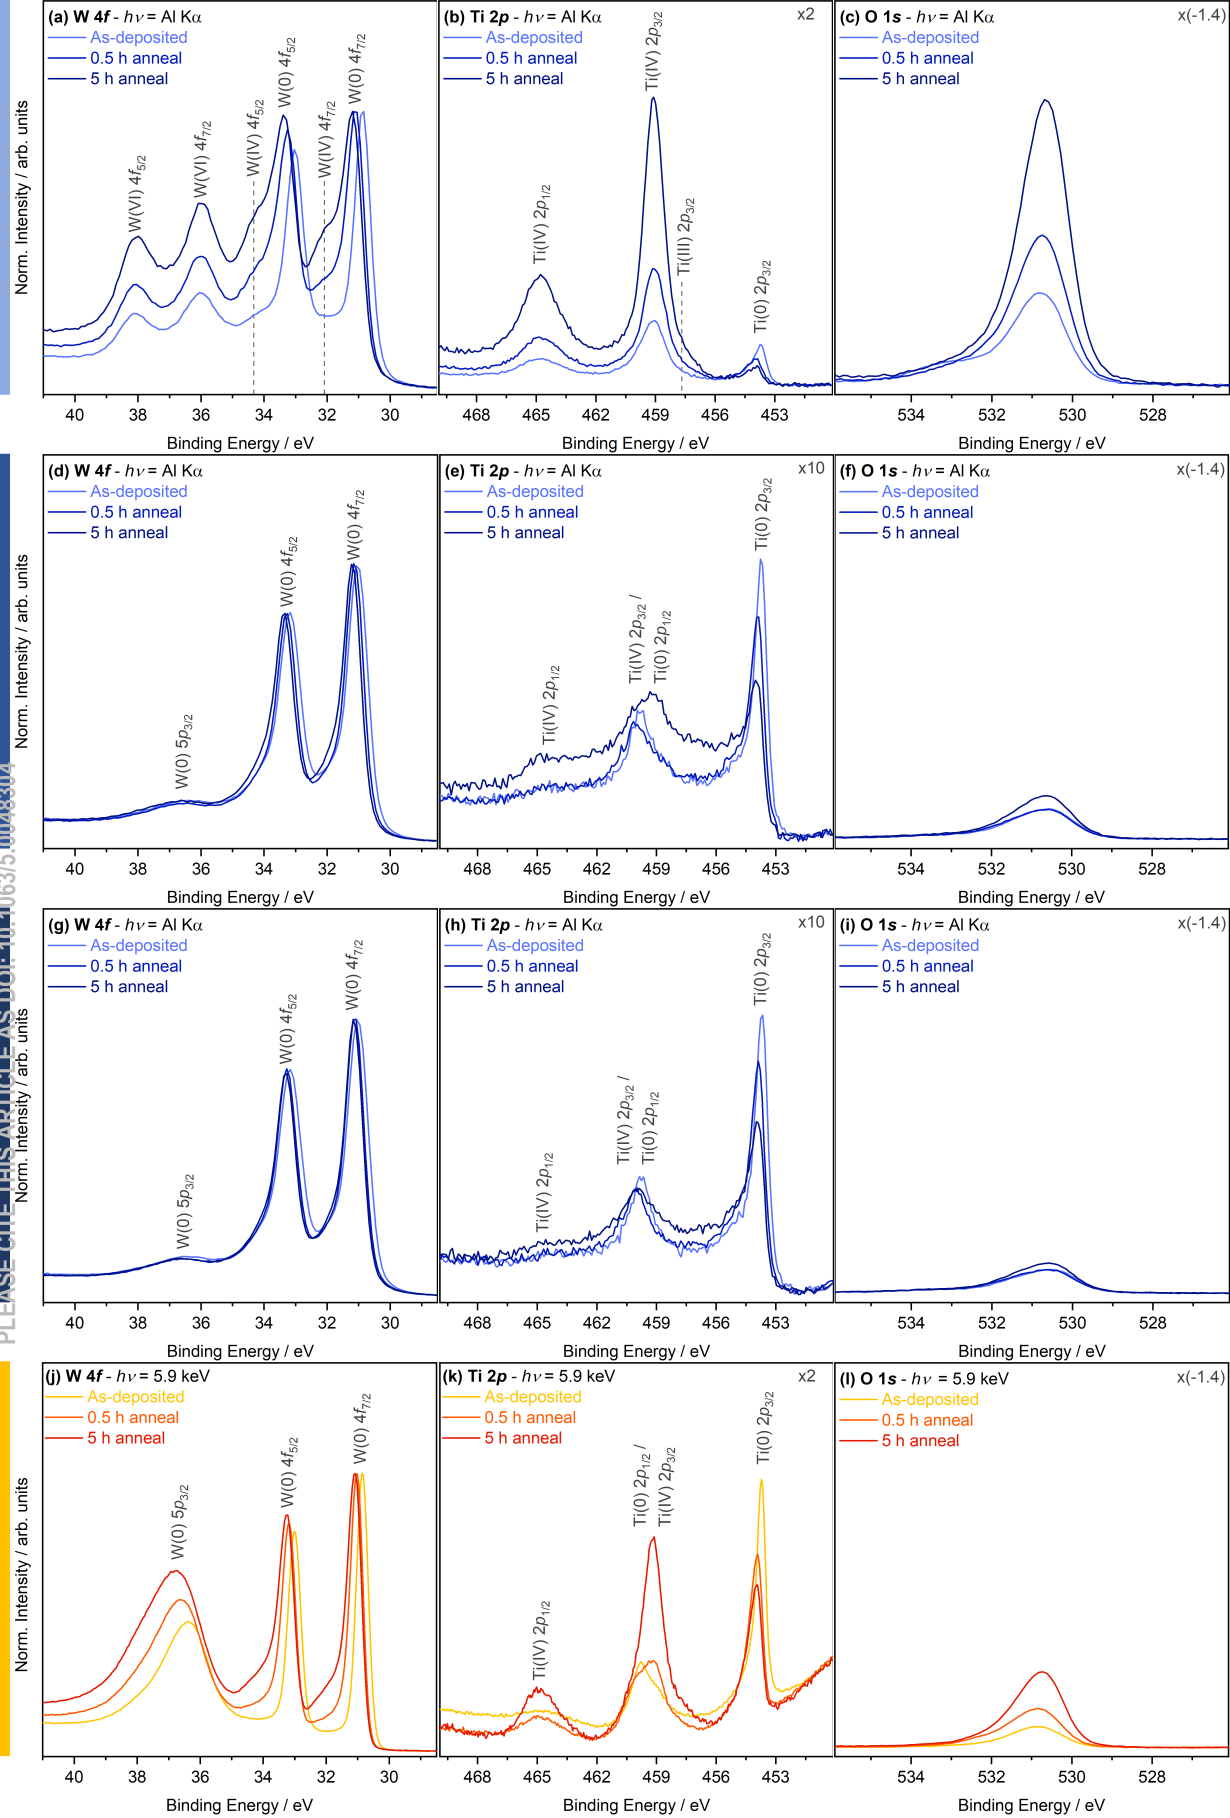 (a) W 4f - hν = Al Kα
As-deposited
0.5 h anneal
5 h anneal
W(VI) 4f5/2
W(VI) 4f7/2
W(IV) 4f5/2
W(0) 4f5/2
W(IV) 4f7/2
W(0) 4f7/2
Norm. Intensity / arb. units
40 38 36 34 32 30
Binding Energy / eV
(b) Ti 2p - hν = Al Kα
x2
As-deposited
0.5 h anneal
5 h anneal
Ti(IV) 2p1/2
Ti(IV) 2p3/2
Ti(III) 2p3/2
Ti(0) 2p3/2
468 465 462 459 456 453
Binding Energy / eV
(c) O 1s - hν = Al Kα
x(-1.4)
As-deposited
0.5 h anneal
5 h anneal
534 532 530 528
Binding Energy / eV
(d) W 4f - hν = Al Kα
As-deposited
0.5 h anneal
5 h anneal
W(0) 5p3/2
W(0) 4f5/2
W(0) 4f7/2
Norm. Intensity / arb. units
40 38 36 34 32 30
Binding Energy / eV
(e) Ti 2p - hν = Al Kα
x10
As-deposited
0.5 h anneal
5 h anneal
Ti(IV) 2p1/2
Ti(IV) 2p3/2 /
Ti(0) 2p1/2
Ti(0) 2p3/2
468 465 462 459 456 453
Binding Energy / eV
(f) O 1s - hν = Al Kα
x(-1.4)
As-deposited
0.5 h anneal
5 h anneal
534 532 530 528
Binding Energy / eV
(g) W 4f - hν = Al Kα
As-deposited
0.5 h anneal
5 h anneal
W(0) 5p3/2
W(0) 4f5/2
W(0) 4f7/2
Norm. Intensity / arb. units
40 38 36 34 32 30
Binding Energy / eV
(h) Ti 2p - hν = Al Kα
x10
As-deposited
0.5 h anneal
5 h anneal
Ti(IV) 2p1/2
Ti(IV) 2p3/2 /
Ti(0) 2p1/2
Ti(0) 2p3/2
468 465 462 459 456 453
Binding Energy / eV
(i) O 1s - hν = Al Kα
x(-1.4)
As-deposited
0.5 h anneal
5 h anneal
534 532 530 528
Binding Energy / eV
(j) W 4f - hν = 5.9 keV
As-deposited
0.5 h anneal
5 h anneal
W(0) 5p3/2
W(0) 4f5/2
W(0) 4f7/2
Norm. Intensity / arb. units
40 38 36 34 32 30
Binding Energy / eV
(k) Ti 2p - hν = 5.9 keV
x2
As-deposited
0.5 h anneal
5 h anneal
Ti(IV) 2p1/2
Ti(0) 2p1/2 /
Ti(IV) 2p3/2
Ti(0) 2p3/2
468 465 462 459 456 453
Binding Energy / eV
(l) O 1s - hν = 5.9 keV
x(-1.4)
As-deposited
0.5 h anneal
5 h anneal
534 532 530 528
Binding Energy / eV
PLEASE CITE THIS ARTICLE AS DOI: 10.1063/5.0048304